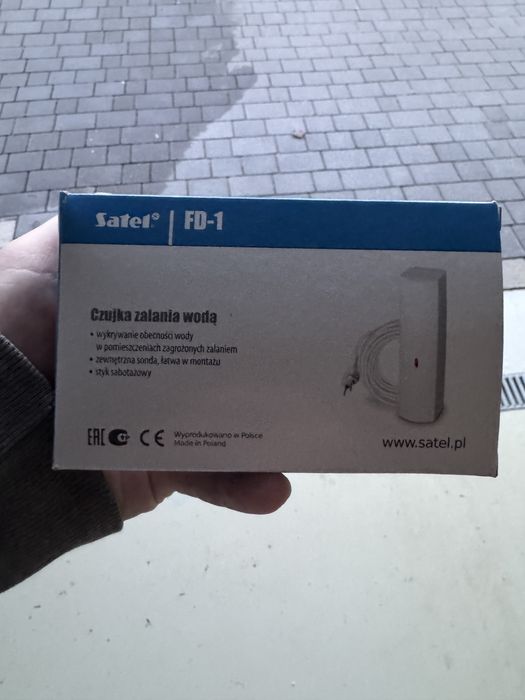 Satel® | FD-1
Czujka zalania wodą
• wykrywanie obecności wody
w pomieszczeniach zagrożonych zalaniem
• zewnętrzna sonda, łatwa w montażu
• styk sabotażowy
EAC CE Wyprodukowano w Polsce
Made in Poland
www.satel.pl